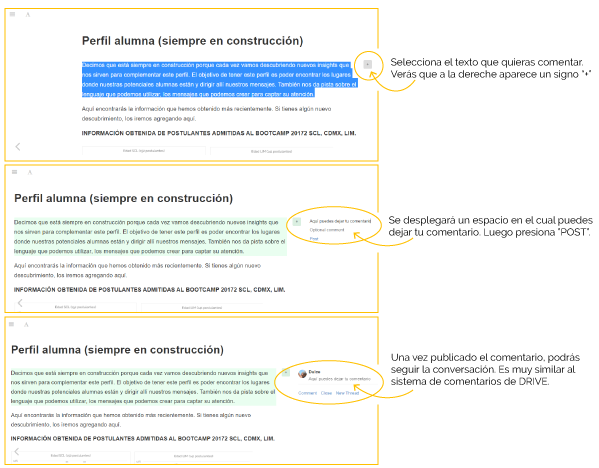 Perfil alumna (siempre en construcción)
Decimos que está siempre en construcción porque cada vez vamos descubriendo nuevos insights que
nos sirven para complementar este perfil. El objetivo de tener este perfil es poder encontrar los lugares
donde nuestras potenciales alumnas están y dirigir allí nuestros mensajes. También nos da pista sobre el
lenguaje que podemos utilizar, los mensajes que podemos crear para captar su atención.
Aquí encontrarás la información que hemos obtenido más recientemente. Si tienes algún nuevo
descubrimiento, los iremos agregando aquí.
INFORMACIÓN OBTENIDA DE POSTULANTES ADMITIDAS AL BOOTCAMP 20172 SCL, CDMX, LIM.
+
Selecciona el texto que quieras comentar.
Verás que a la dereche aparece un signo "+"
Perfil alumna (siempre en construcción)
Decimos que está siempre en construcción porque cada vez vamos descubriendo nuevos insights que
nos sirven para complementar este perfil. El objetivo de tener este perfil es poder encontrar los lugares
donde nuestras potenciales alumnas están y dirigir allí nuestros mensajes. También nos da pista sobre el
lenguaje que podemos utilizar, los mensajes que podemos crear para captar su atención.
Aquí encontrarás la información que hemos obtenido más recientemente. Si tienes algún nuevo
descubrimiento, los iremos agregando aquí.
INFORMACIÓN OBTENIDA DE POSTULANTES ADMITIDAS AL BOOTCAMP 20172 SCL, CDMX, LIM.
+
Aquí puedes dejar tu comentario
Optional comment
Post
Se desplegará un espacio en el cual puedes
dejar tu comentario. Luego presiona "POST".
Perfil alumna (siempre en construcción)
Decimos que está siempre en construcción porque cada vez vamos descubriendo nuevos insights que
nos sirven para complementar este perfil. El objetivo de tener este perfil es poder encontrar los lugares
donde nuestras potenciales alumnas están y dirigir allí nuestros mensajes. También nos da pista sobre el
lenguaje que podemos utilizar, los mensajes que podemos crear para captar su atención.
Aquí encontrarás la información que hemos obtenido más recientemente. Si tienes algún nuevo
descubrimiento, los iremos agregando aquí.
INFORMACIÓN OBTENIDA DE POSTULANTES ADMITIDAS AL BOOTCAMP 20172 SCL, CDMX, LIM.
Aquí puedes dejar tu comentario
Comment Close New Thread
Una vez publicado el comentario, podrás
seguir la conversación. Es muy similar al
sistema de comentarios de DRIVE.